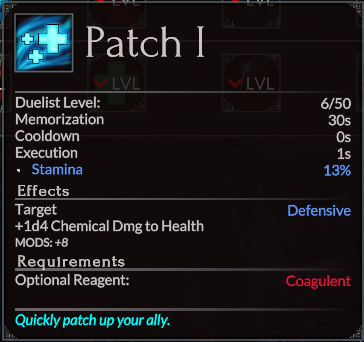 Patch I
LVL LVL
LVL LVL
Duelist Level: 6/50
Memorization 30s
Cooldown 0s
Execution 1s
• Stamina 13%
Effects
Target Defensive
+1d4 Chemical Dmg to Health
MODS: +8
Requirements
Optional Reagent: Coagulent
Quickly patch up your ally.